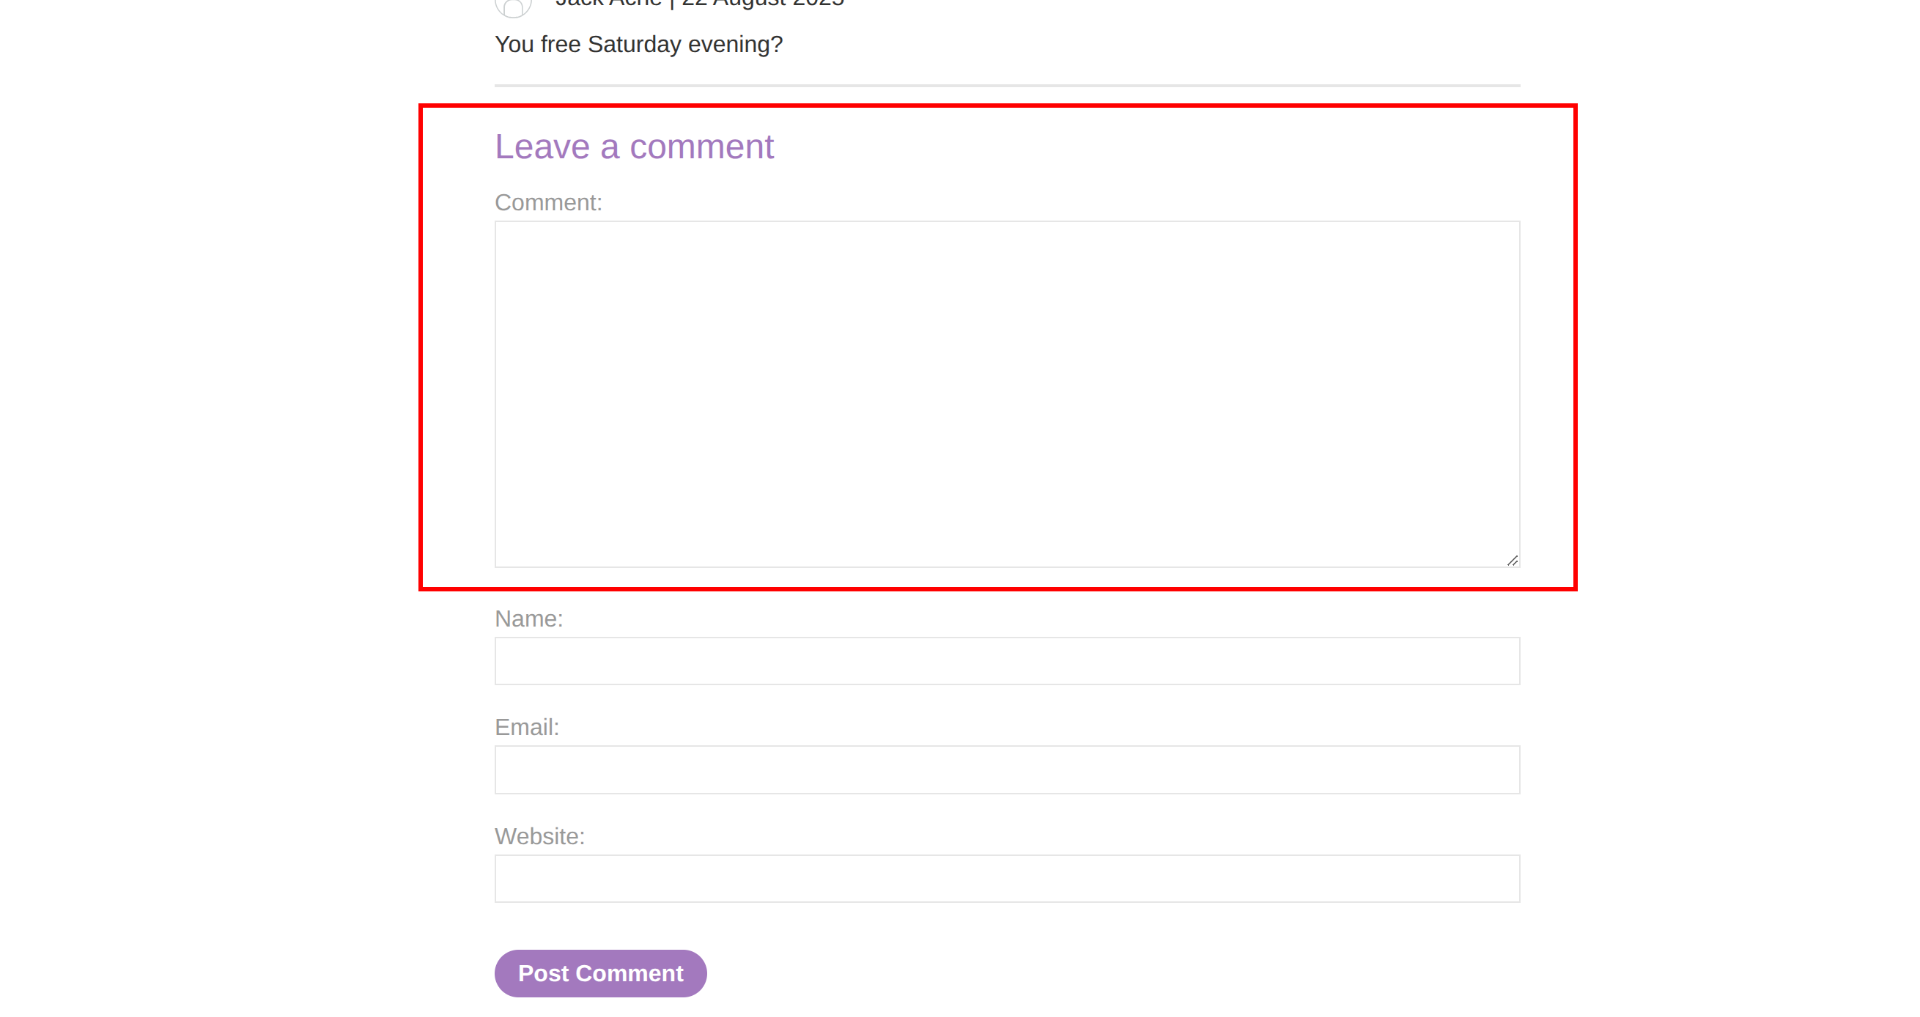 Jack Acne | 22 August 2025
You free Saturday evening?
Leave a comment
Comment:
Name:
Email:
Website:
Post Comment